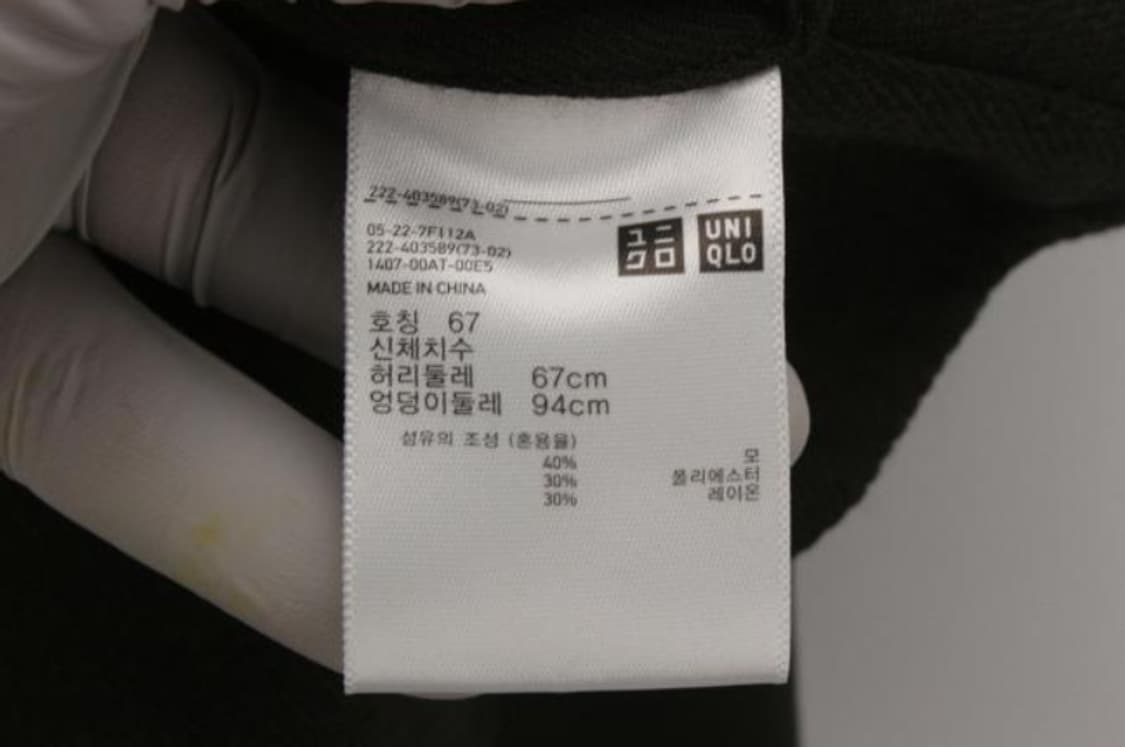 222-403589(73-02)
05-22-7F112A
222-403589(73-02)
1407-00AT-00E5
MADE IN CHINA
ユニ
クロ
UNI
QLO
호칭 67
신체치수
허리둘레 67cm
엉덩이둘레 94cm
섬유의 조성 (혼용율)
40% 모
30% 폴리에스터
30% 레이온